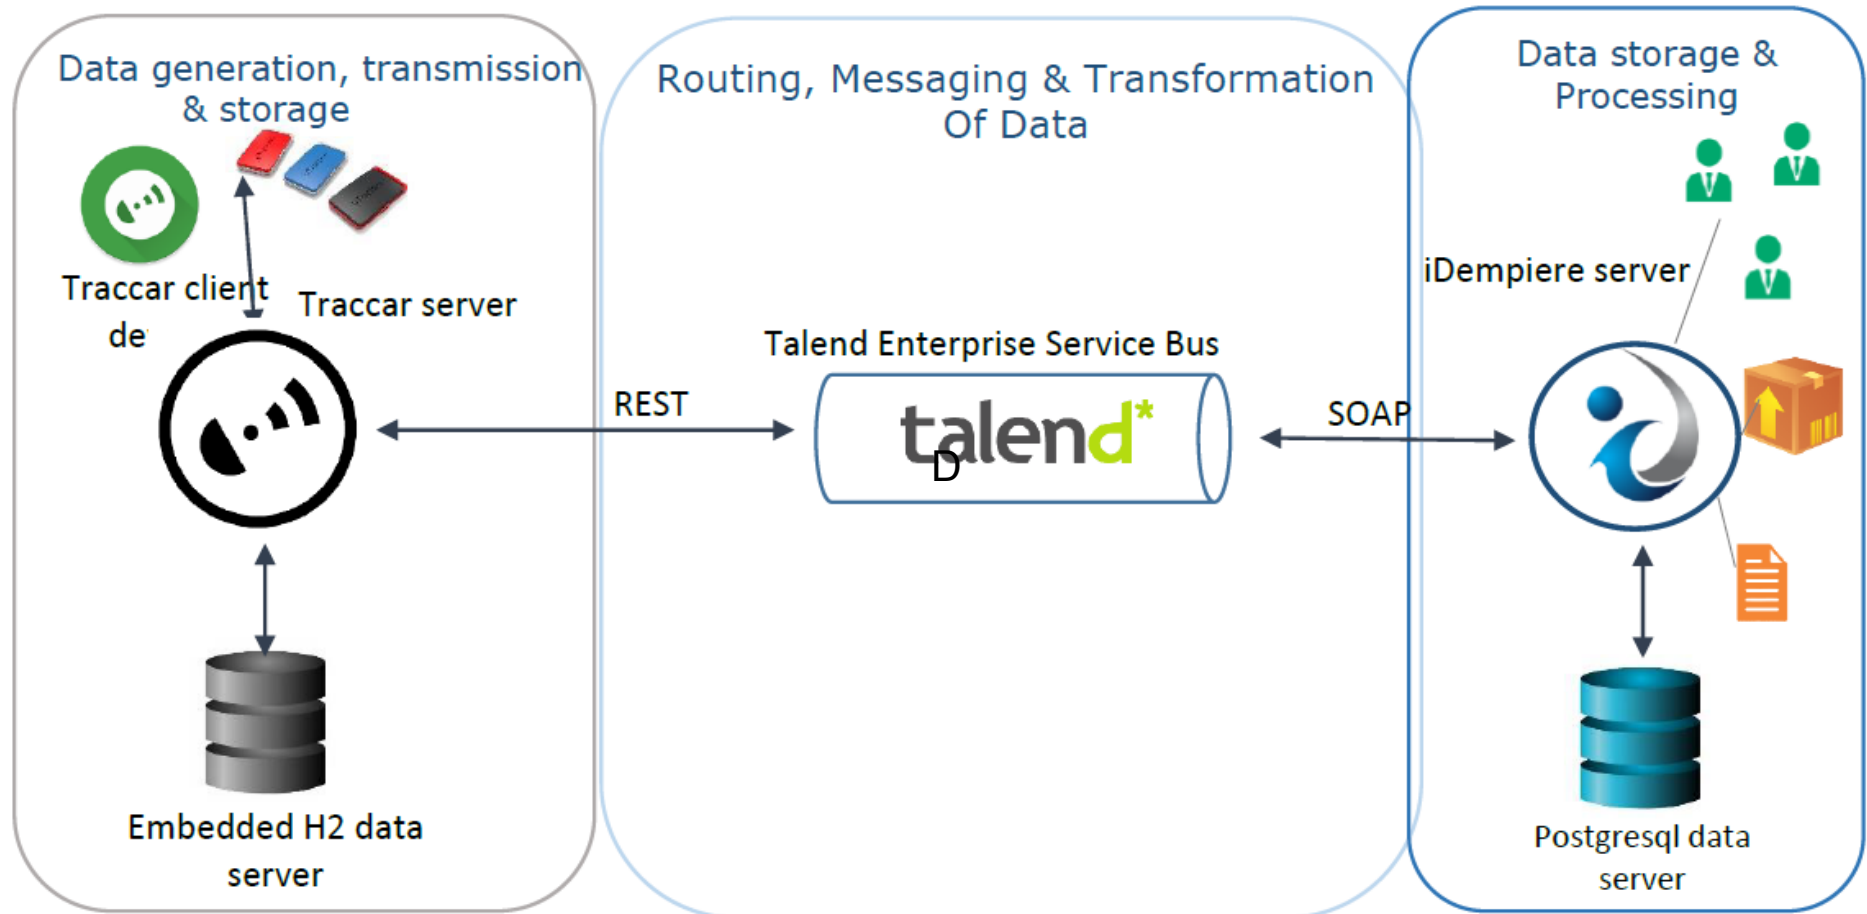 Data generation, transmission
& storage
Traccar client
de
Traccar server
Embedded H2 data
server
Routing, Messaging & Transformation
Of Data
REST
Talend Enterprise Service Bus
talend*
D
SOAP
Data storage &
Processing
iDempiere server
Postgresql data
server